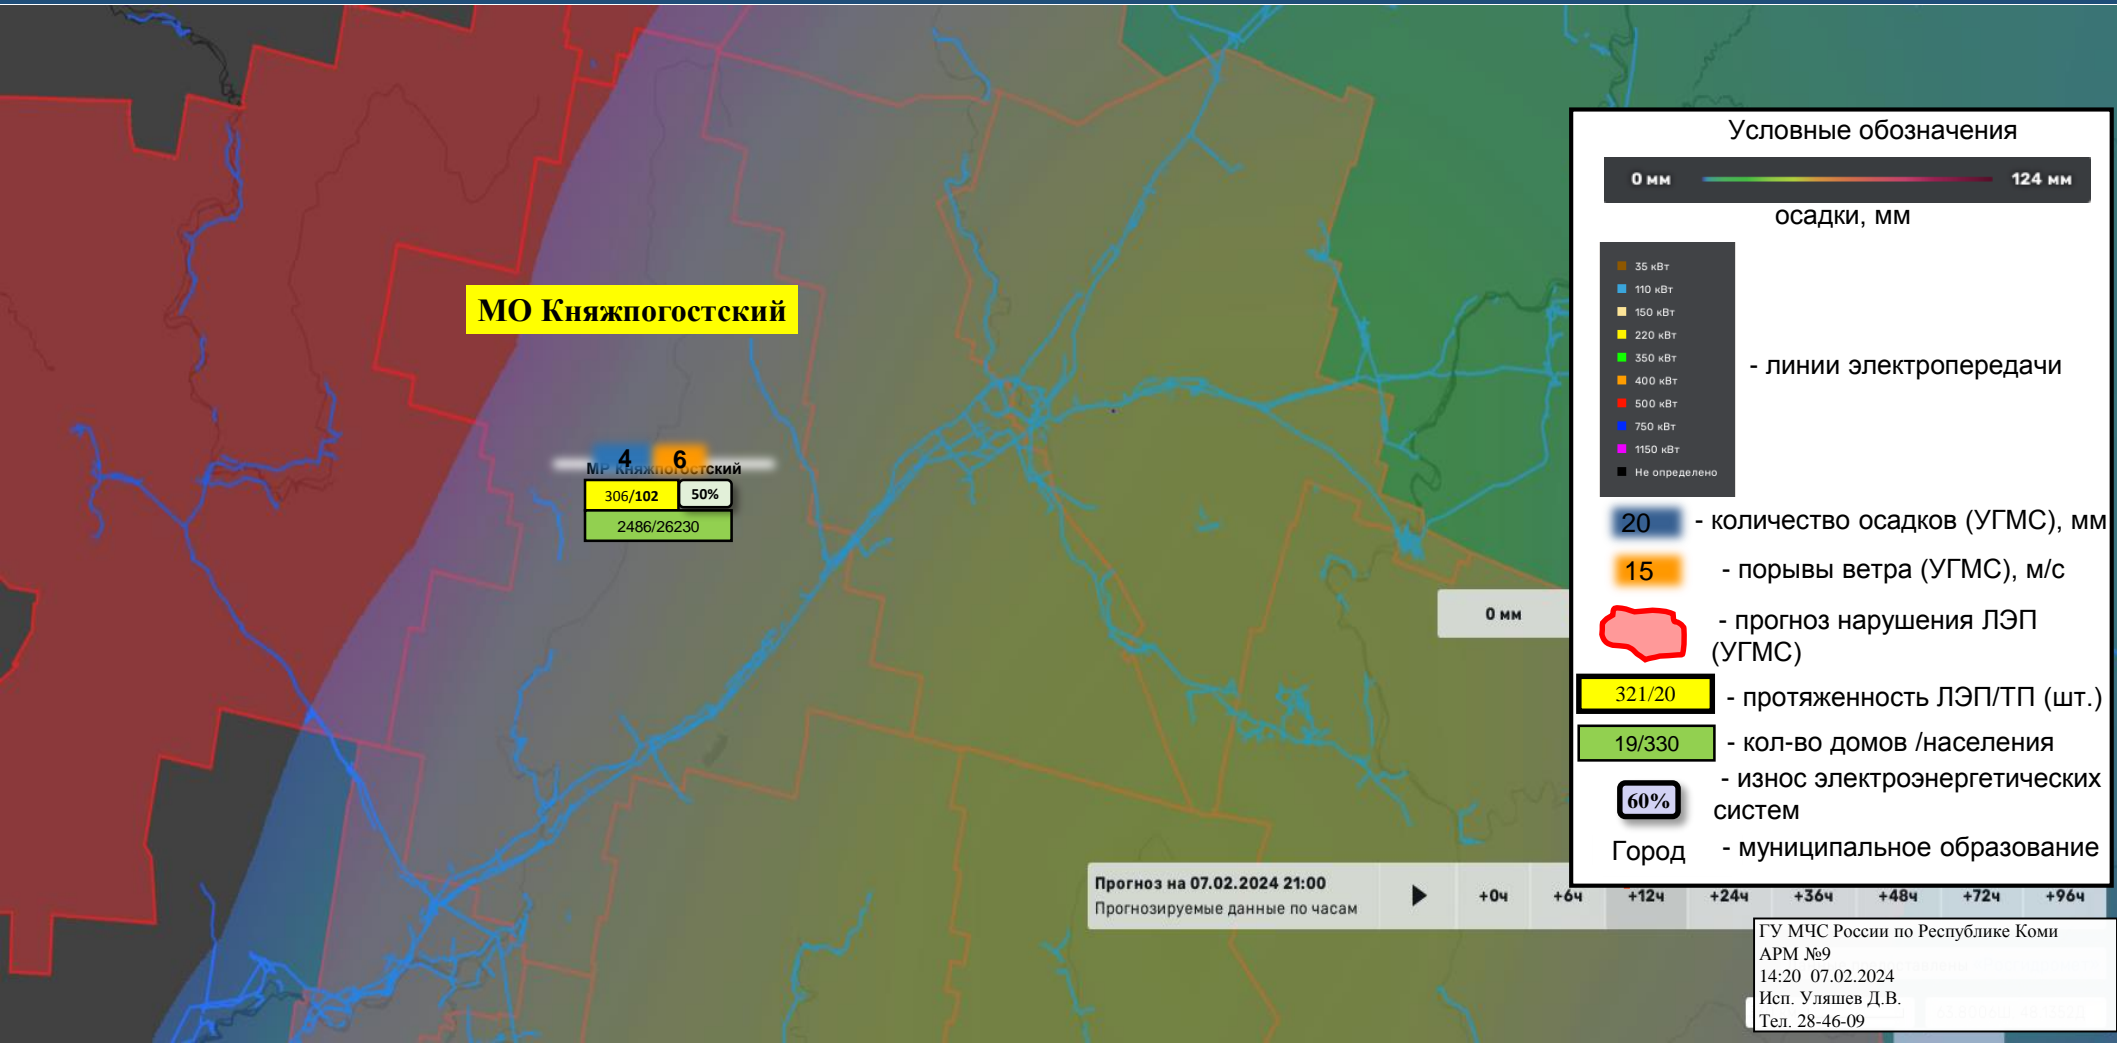 МО Княжпогостский
4 6
МР Княжпогостский
306/102 50%
2486/26230
0 мм
Прогноз на 07.02.2024 21:00
Прогнозируемые данные по часам
+0ч +6ч +12ч +24ч +36ч +48ч +72ч +96ч
Условные обозначения
0 мм 124 мм
осадки, мм
35 кВт
110 кВт
150 кВт
220 кВт
350 кВт
400 кВт
500 кВт
750 кВт
1150 кВт
Не определено
- линии электропередачи
20 - количество осадков (УГМС), мм
15 - порывы ветра (УГМС), м/с
- прогноз нарушения ЛЭП
(УГМС)
321/20 - протяженность ЛЭП/ТП (шт.)
19/330 - кол-во домов /населения
- износ электроэнергетических
60% систем
Город - муниципальное образование
ГУ МЧС России по Республике Коми
АРМ №9
14:20 07.02.2024
Исп. Уляшев Д.В.
Тел. 28-46-09